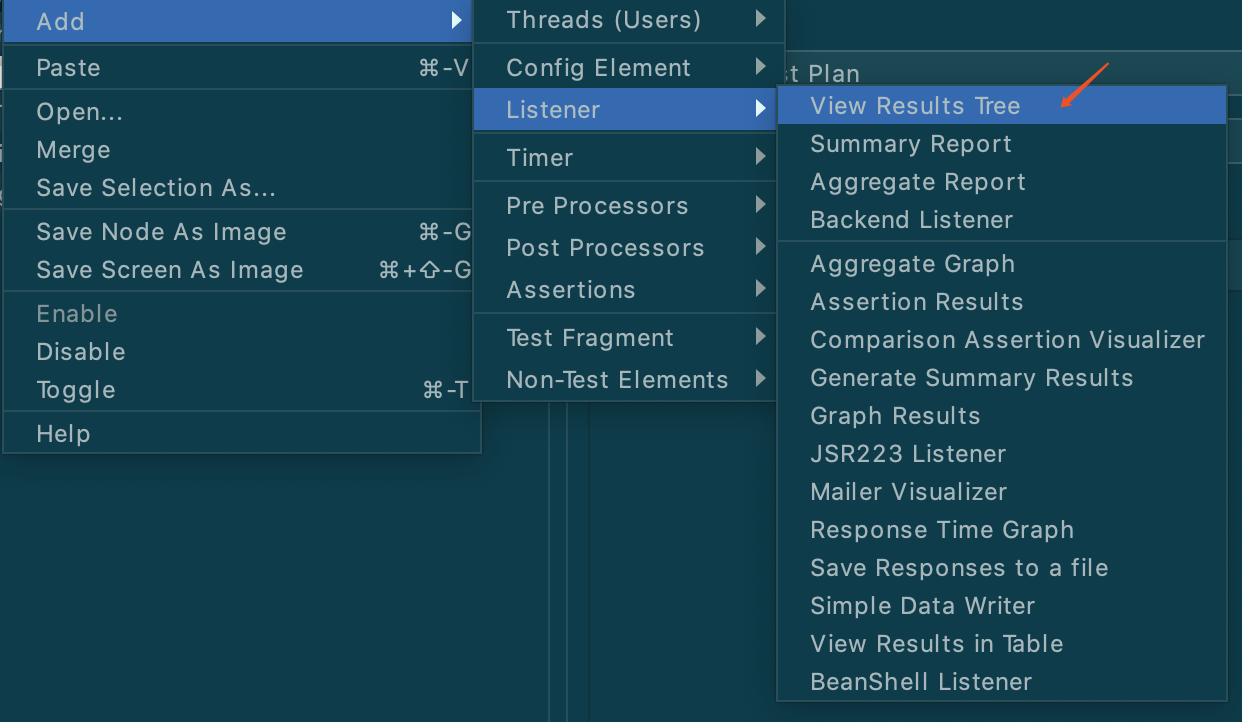 Add
Paste ⌘-V
Open...
Merge
Save Selection As...
Save Node As Image ⌘-G
Save Screen As Image ⌘+⇧-G
Enable
Disable
Toggle ⌘-T
Help
Threads (Users)
Config Element
Listener
Timer
Pre Processors
Post Processors
Assertions
Test Fragment
Non-Test Elements
st Plan
View Results Tree
Summary Report
Aggregate Report
Backend Listener
Aggregate Graph
Assertion Results
Comparison Assertion Visualizer
Generate Summary Results
Graph Results
JSR223 Listener
Mailer Visualizer
Response Time Graph
Save Responses to a file
Simple Data Writer
View Results in Table
BeanShell Listener